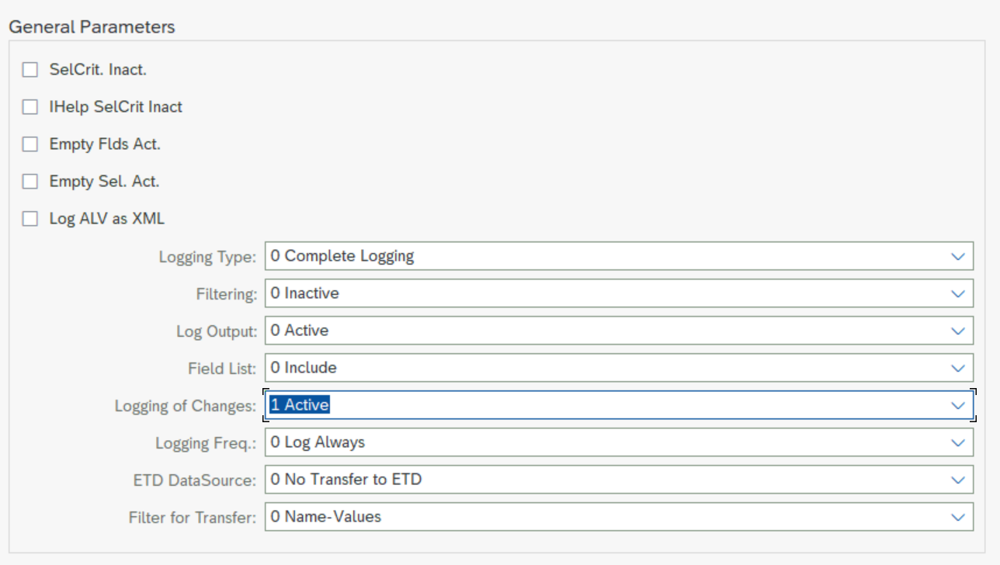 General Parameters
SelCrit. Inact.
IHelp SelCrit Inact
Empty Flds Act.
Empty Sel. Act.
Log ALV as XML
Logging Type: 0 Complete Logging
Filtering: 0 Inactive
Log Output: 0 Active
Field List: 0 Include
Logging of Changes: 1 Active
Logging Freq.: 0 Log Always
ETD DataSource: 0 No Transfer to ETD
Filter for Transfer: 0 Name-Values